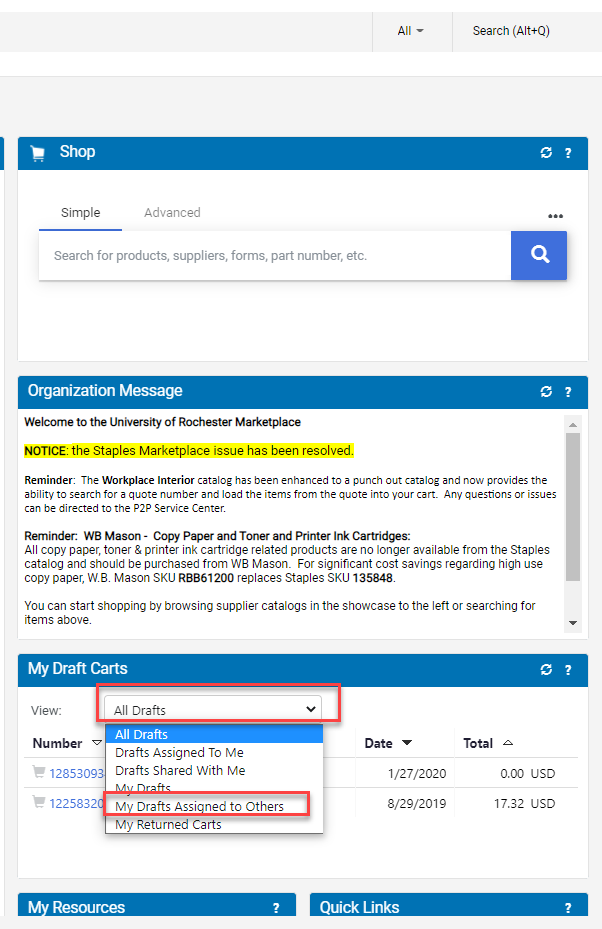 All
Search (Alt+Q)
Shop
?
Simple
Advanced
Search for products, suppliers, forms, part number, etc.
Organization Message
?
Welcome to the University of Rochester Marketplace
NOTICE: the Staples Marketplace issue has been resolved.
Reminder:  The Workplace Interior catalog has been enhanced to a punch out catalog and now provides the
ability to search for a quote number and load the items from the quote into your cart.  Any questions or issues
can be directed to the P2P Service Center.
Reminder:  WB Mason -  Copy Paper and Toner and Printer Ink Cartridges:
All copy paper, toner & printer ink cartridge related products are no longer available from the Staples
catalog and should be purchased from WB Mason.  For significant cost savings regarding high use
copy paper, W.B. Mason SKU RBB61200 replaces Staples SKU 135848.
You can start shopping by browsing supplier catalogs in the showcase to the left or searching for
items above.
My Draft Carts
?
View:
All Drafts
All Drafts
Drafts Assigned To Me
Drafts Shared With Me
My Drafts
My Drafts Assigned to Others
My Returned Carts
Number
Date
Total
1285309
1/27/2020
0.00 USD
12258320
8/29/2019
17.32 USD
My Resources
?
Quick Links
?